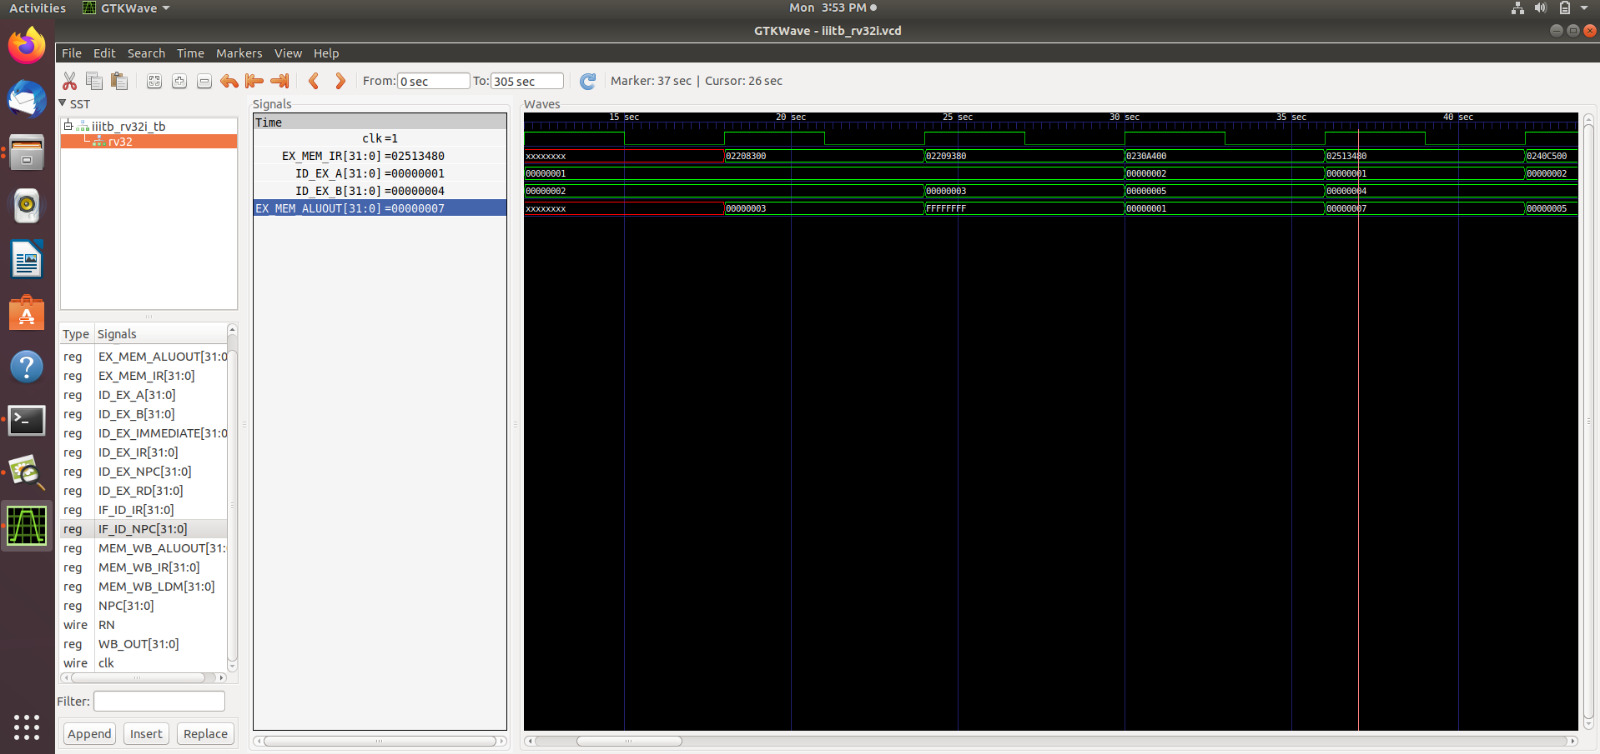 Activities GTKWave Mon 3:53 PM
GTKWave - iiitb_rv32i.vcd
File Edit Search Time Markers View Help
From: 0 sec To: 305 sec Marker: 37 sec | Cursor: 26 sec
SST
iiitb_rv32i_tb
rv32
Type Signals
reg EX_MEM_ALUOUT[31:0
reg EX_MEM_IR[31:0]
reg ID_EX_A[31:0]
reg ID_EX_B[31:0]
reg ID_EX_IMMEDIATE[31:0
reg ID_EX_IR[31:0]
reg ID_EX_NPC[31:0]
reg ID_EX_RD[31:0]
reg IF_ID_IR[31:0]
reg IF_ID_NPC[31:0]
reg MEM_WB_ALUOUT[31:
reg MEM_WB_IR[31:0]
reg MEM_WB_LDM[31:0]
reg NPC[31:0]
wire RN
reg WB_OUT[31:0]
wire clk
Filter:
Append Insert Replace
Signals
Time
clk =1
EX_MEM_IR[31:0] =02513480
ID_EX_A[31:0] =00000001
ID_EX_B[31:0] =00000004
EX_MEM_ALUOUT[31:0] =00000007
Waves
15 sec 20 sec 25 sec 30 sec 35 sec 40 sec
xxxxxxxx 02208300 02209380 0230A400 02513480 0240C500
00000001 00000002 00000001 00000002
00000002 00000003 00000005 00000004
xxxxxxxx 00000003 FFFFFFFF 00000001 00000007 00000005